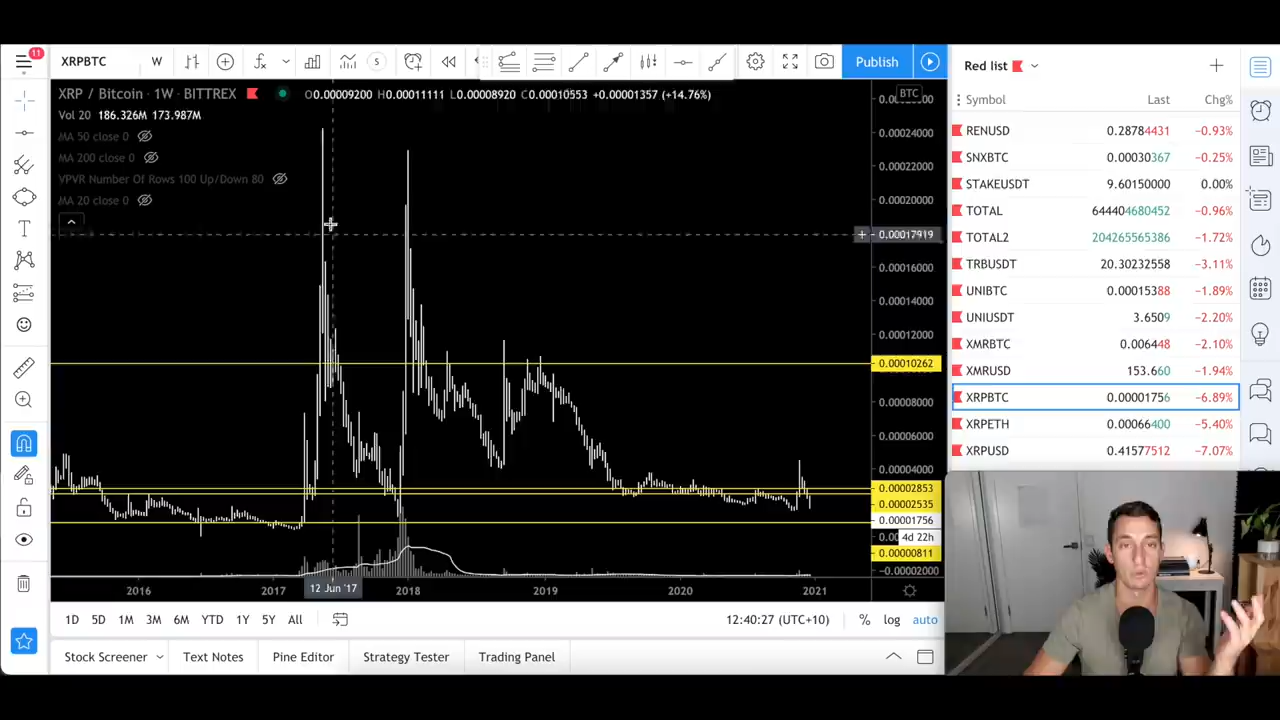 11
XRPBTC
W
S
Publish
XRP / Bitcoin · 1W · BITTREX
O0.00009200 H0.00011111 L0.00008920 C0.00010553 +0.00001357 (+14.76%)
BTC
Vol 20 186.326M 173.987M
MA 50 close 0
MA 200 close 0
VPVR Number Of Rows 100 Up/Down 80
MA 20 close 0
0.00024000
0.00022000
0.00020000
0.00017919
0.00016000
0.00014000
0.00012000
0.00010262
0.00008000
0.00006000
0.00004000
0.00002853
0.00002535
0.00001756
4d 22h
0.00000811
−0.00002000
2016
2017
12 Jun '17
2018
2019
2020
2021
1D 5D 1M 3M 6M YTD 1Y 5Y All
12:40:27 (UTC+10)
% log auto
Stock Screener
Text Notes
Pine Editor
Strategy Tester
Trading Panel
Red list
Symbol Last Chg%
RENUSD 0.28784431 −0.93%
SNXBTC 0.00030367 −0.25%
STAKEUSDT 9.60150000 0.00%
TOTAL 644404680452 −0.96%
TOTAL2 204265565386 −1.72%
TRBUSDT 20.30232558 −3.11%
UNIBTC 0.00015388 −1.89%
UNIUSDT 3.6509 −2.20%
XMRBTC 0.006448 −2.10%
XMRUSD 153.660 −1.94%
XRPBTC 0.00001756 −6.89%
XRPETH 0.00066400 −5.40%
XRPUSD 0.41577512 −7.07%